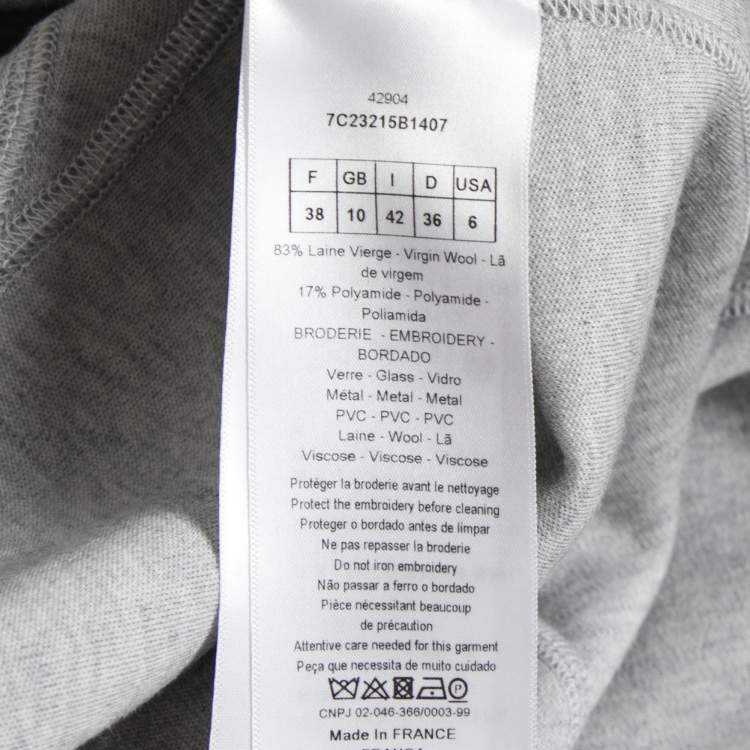 42904
7C23215B1407
F GB I D USA
38 10 42 36 6
83% Laine Vierge - Virgin Wool - Lã
de virgem
17% Polyamide - Polyamide -
Poliamida
BRODERIE - EMBROIDERY -
BORDADO
Verre - Glass - Vidro
Métal - Metal - Metal
PVC - PVC - PVC
Laine - Wool - Lã
Viscose - Viscose - Viscose
Protéger la broderie avant le nettoyage
Protect the embroidery before cleaning
Proteger o bordado antes de limpar
Ne pas repasser la broderie
Do not iron embroidery
Não passar a ferro o bordado
Pièce nécessitant beaucoup
de précaution
Attentive care needed for this garment
Peça que necessita de muito cuidado
P
CNPJ 02-046-366/0003-99
Made In FRANCE